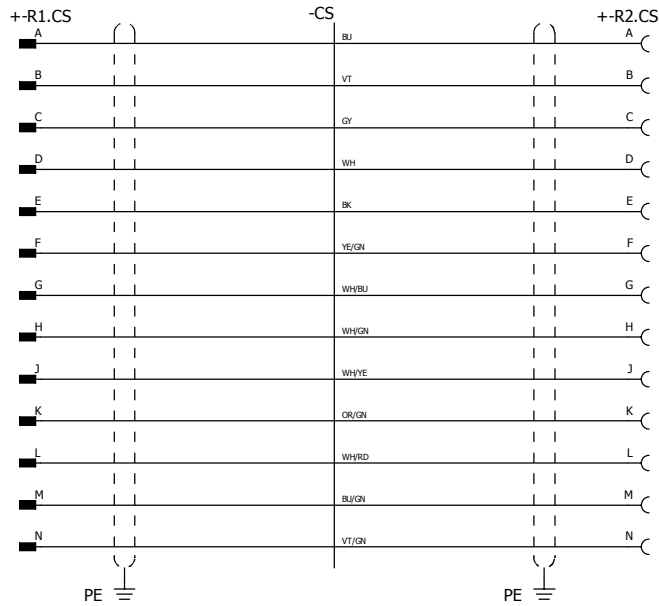 +-R1.CS -CS +-R2.CS
A BU A
B VT B
C GY C
D WH D
E BK E
F YE/GN F
G WH/BU G
H WH/GN H
J WH/YE J
K OR/GN K
L WH/RD L
M BU/GN M
N VT/GN N
PE PE